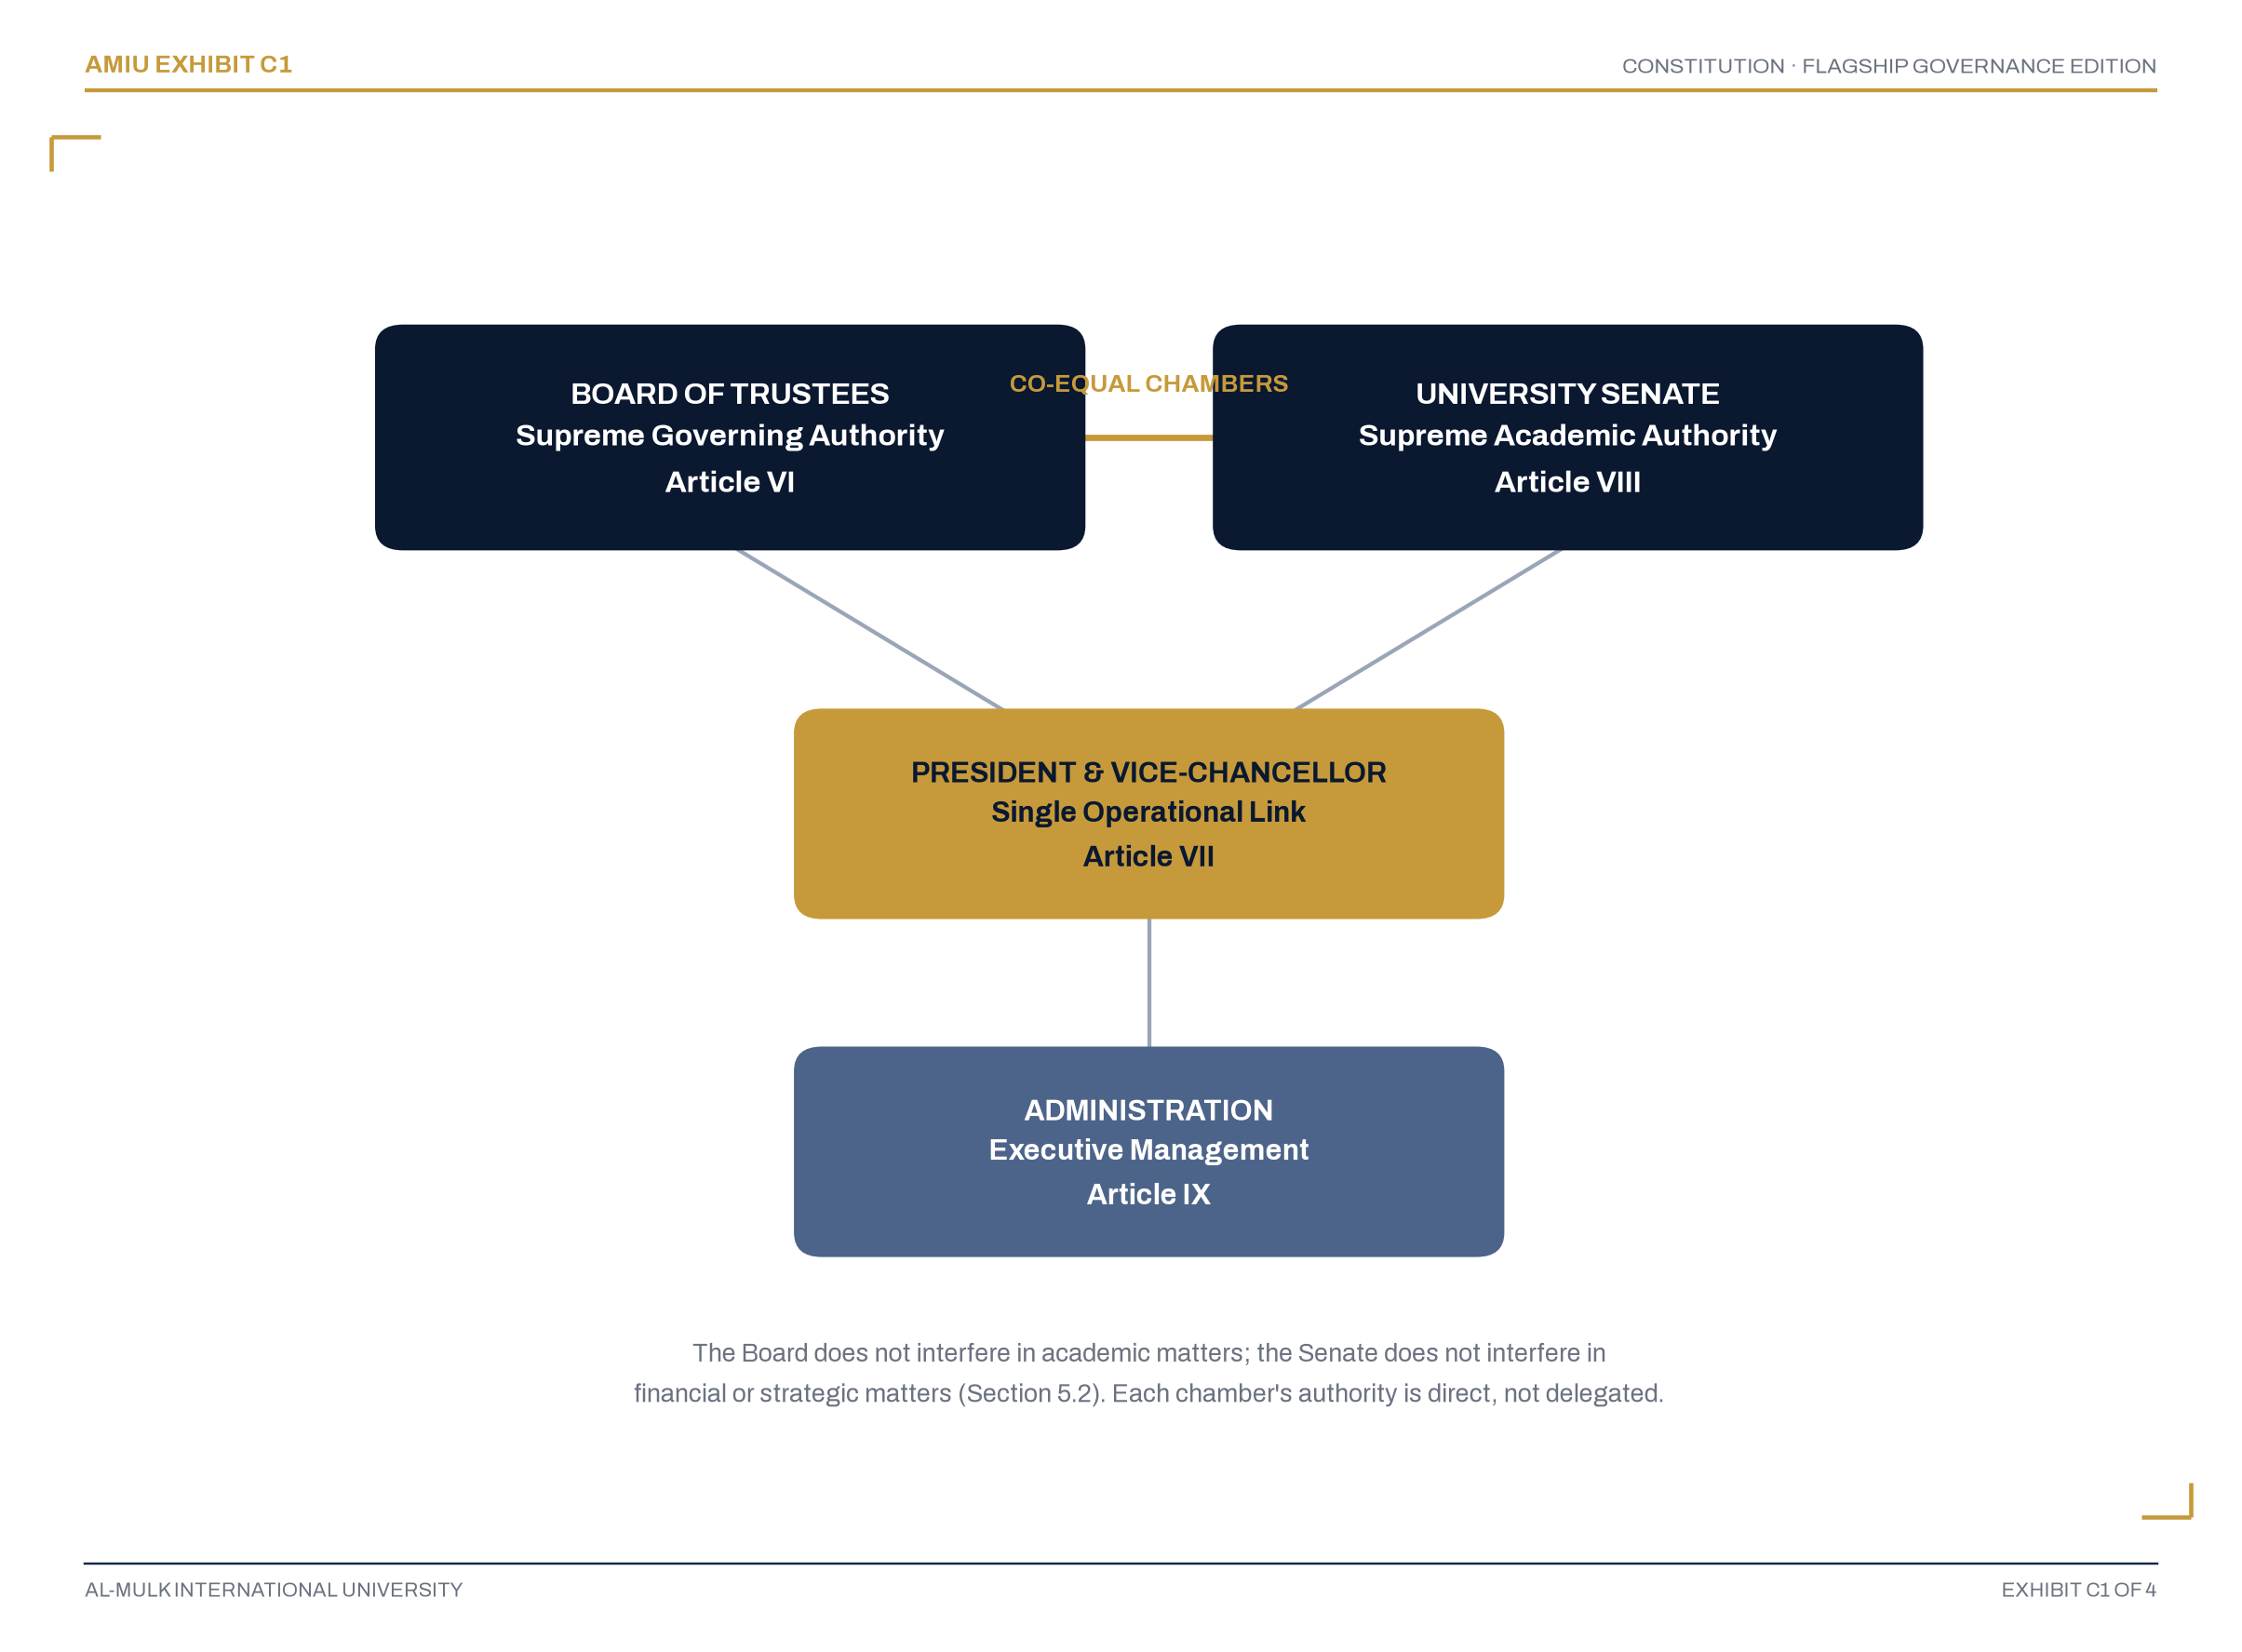 AMIU EXHIBIT C1
CONSTITUTION · FLAGSHIP GOVERNANCE EDITION
BOARD OF TRUSTEES
Supreme Governing Authority
Article VI
CO-EQUAL CHAMBERS
UNIVERSITY SENATE
Supreme Academic Authority
Article VIII
PRESIDENT & VICE-CHANCELLOR
Single Operational Link
Article VII
ADMINISTRATION
Executive Management
Article IX
The Board does not interfere in academic matters; the Senate does not interfere in
financial or strategic matters (Section 5.2). Each chamber's authority is direct, not delegated.
AL-MULK INTERNATIONAL UNIVERSITY
EXHIBIT C1 OF 4